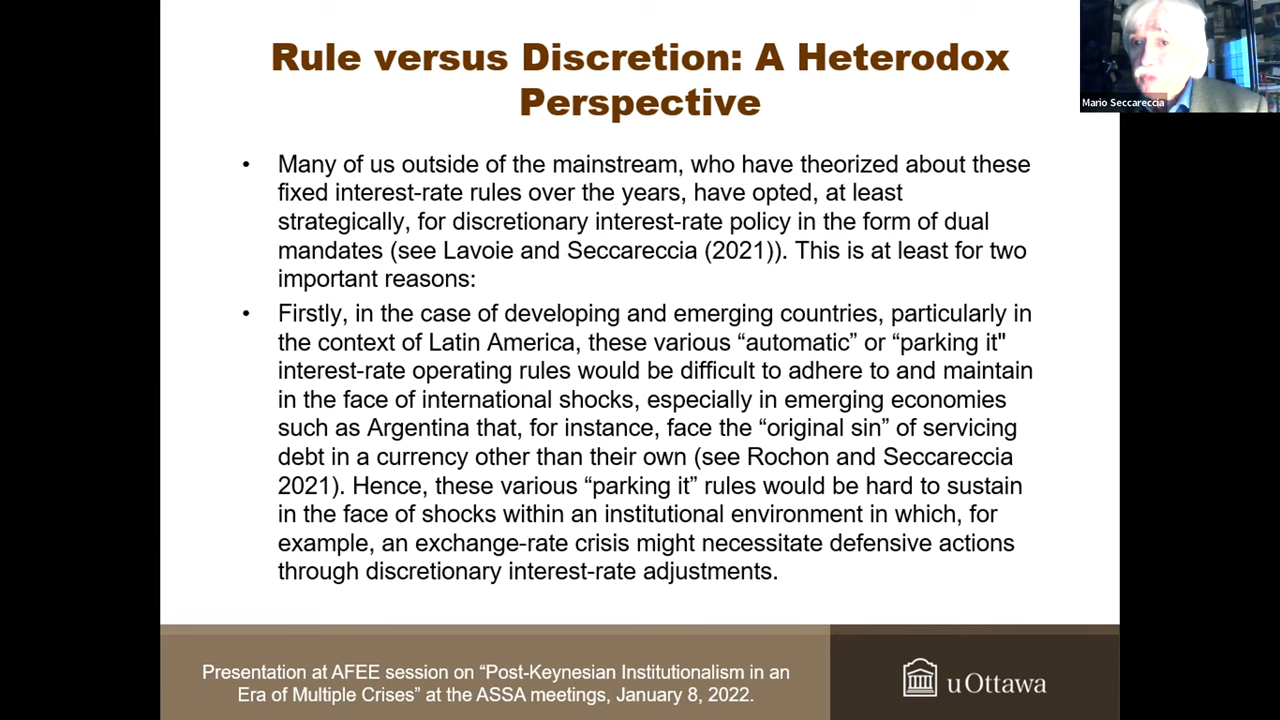 Rule versus Discretion: A Heterodox
Perspective
Mario Seccareccia
• Many of us outside of the mainstream, who have theorized about these
fixed interest-rate rules over the years, have opted, at least
strategically, for discretionary interest-rate policy in the form of dual
mandates (see Lavoie and Seccareccia (2021)). This is at least for two
important reasons:
• Firstly, in the case of developing and emerging countries, particularly in
the context of Latin America, these various “automatic” or “parking it"
interest-rate operating rules would be difficult to adhere to and maintain
in the face of international shocks, especially in emerging economies
such as Argentina that, for instance, face the “original sin” of servicing
debt in a currency other than their own (see Rochon and Seccareccia
2021). Hence, these various “parking it” rules would be hard to sustain
in the face of shocks within an institutional environment in which, for
example, an exchange-rate crisis might necessitate defensive actions
through discretionary interest-rate adjustments.
Presentation at AFEE session on “Post-Keynesian Institutionalism in an
Era of Multiple Crises” at the ASSA meetings, January 8, 2022.
uOttawa